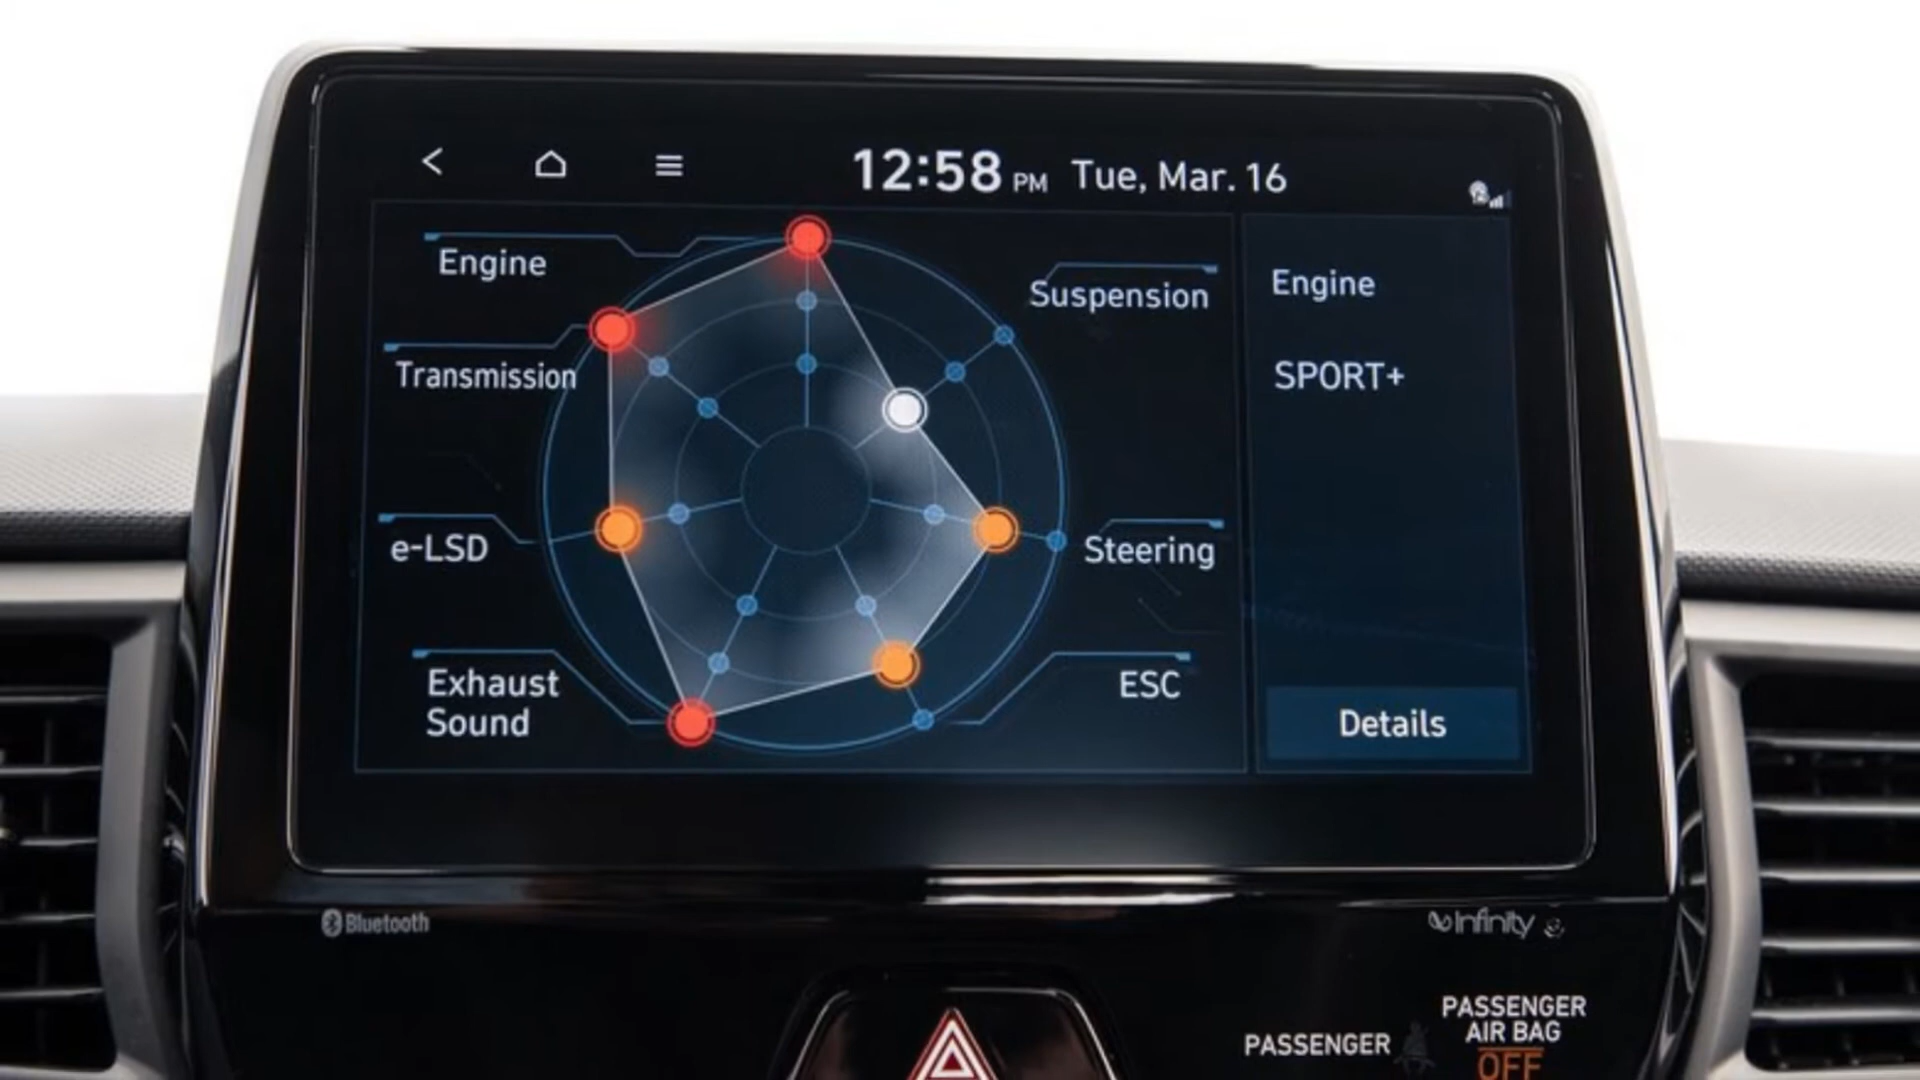 12:58 PM Tue, Mar. 16
Engine
Suspension
Engine
Transmission
SPORT+
e-LSD
Steering
Exhaust
Sound
ESC
Details
Bluetooth
Infinity
PASSENGER
AIR BAG
PASSENGER
OFF